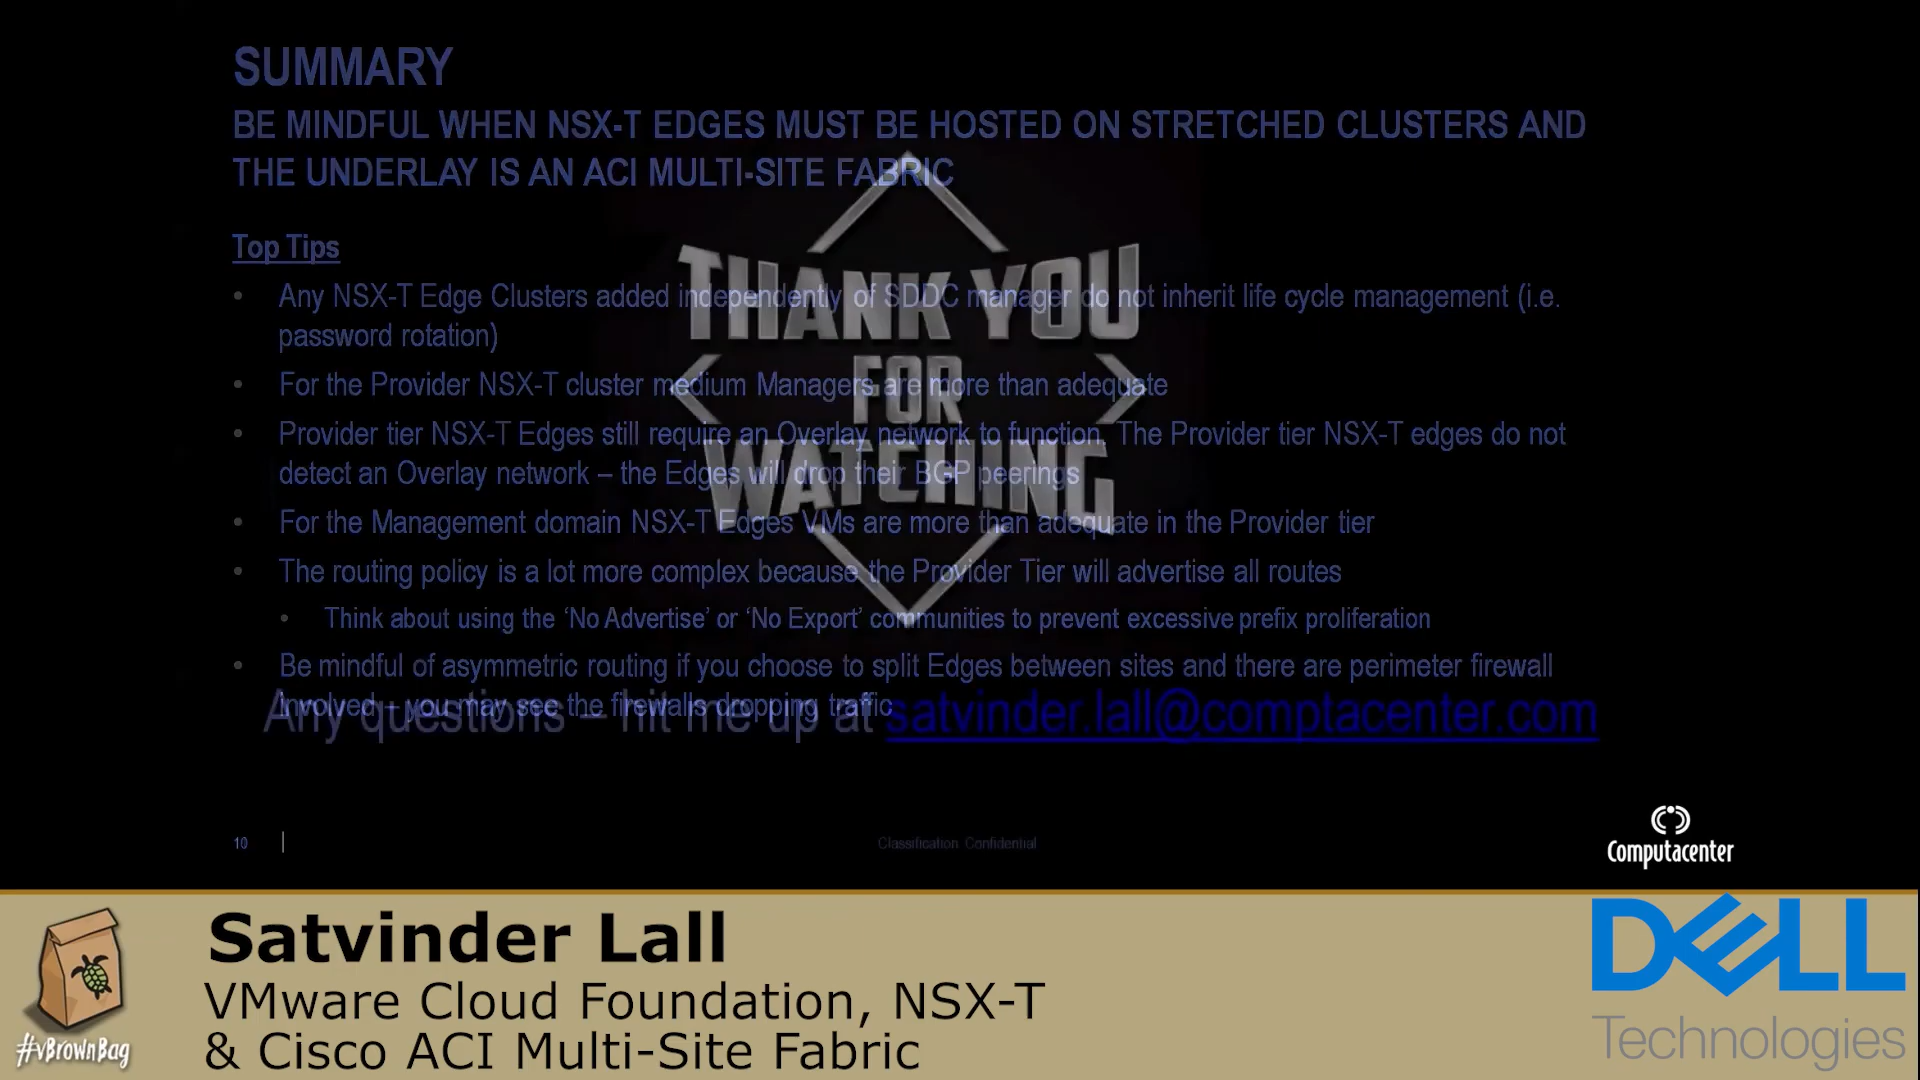 SUMMARY
BE MINDFUL WHEN NSX-T EDGES MUST BE HOSTED ON STRETCHED CLUSTERS AND
THE UNDERLAY IS AN ACI MULTI-SITE FABRIC
Top Tips
• Any NSX-T Edge Clusters added independently of SDDC manager do not inherit life cycle management (i.e.
password rotation)
• For the Provider NSX-T cluster medium Managers are more than adequate
• Provider tier NSX-T Edges still require an Overlay network to function. The Provider tier NSX-T edges do not
detect an Overlay network – the Edges will drop their BGP peerings
• For the Management domain NSX-T Edges VMs are more than adequate in the Provider tier
• The routing policy is a lot more complex because the Provider Tier will advertise all routes
• Think about using the ‘No Advertise’ or ‘No Export’ communities to prevent excessive prefix proliferation
• Be mindful of asymmetric routing if you choose to split Edges between sites and there are perimeter firewall
involved – you may see the firewalls dropping traffic
THANK YOU
FOR
WATCHING
Any questions – hit me up at satvinder.lall@comptacenter.com
10
Classification: Confidential
Computacenter
Satvinder Lall
VMware Cloud Foundation, NSX-T
& Cisco ACI Multi-Site Fabric
#vBrownBag
DELL
Technologies